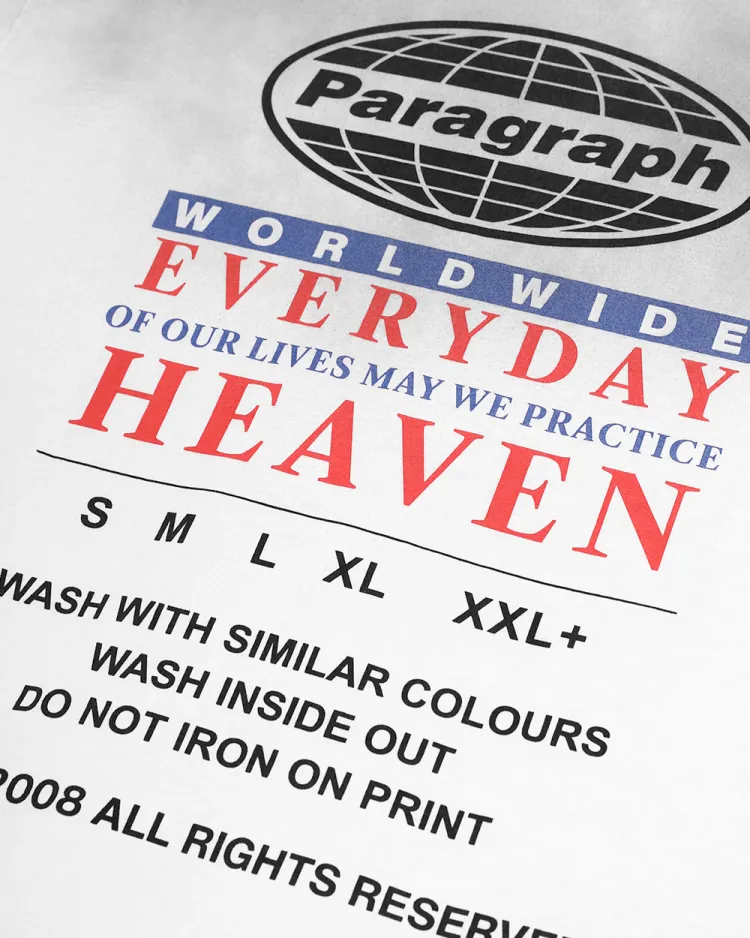 Paragraph
WORLDWIDE
EVERYDAY
OF OUR LIVES MAY WE PRACTICE
HEAVEN
S M L XL XXL+
WASH WITH SIMILAR COLOURS
WASH INSIDE OUT
DO NOT IRON ON PRINT
2008 ALL RIGHTS RESERVE